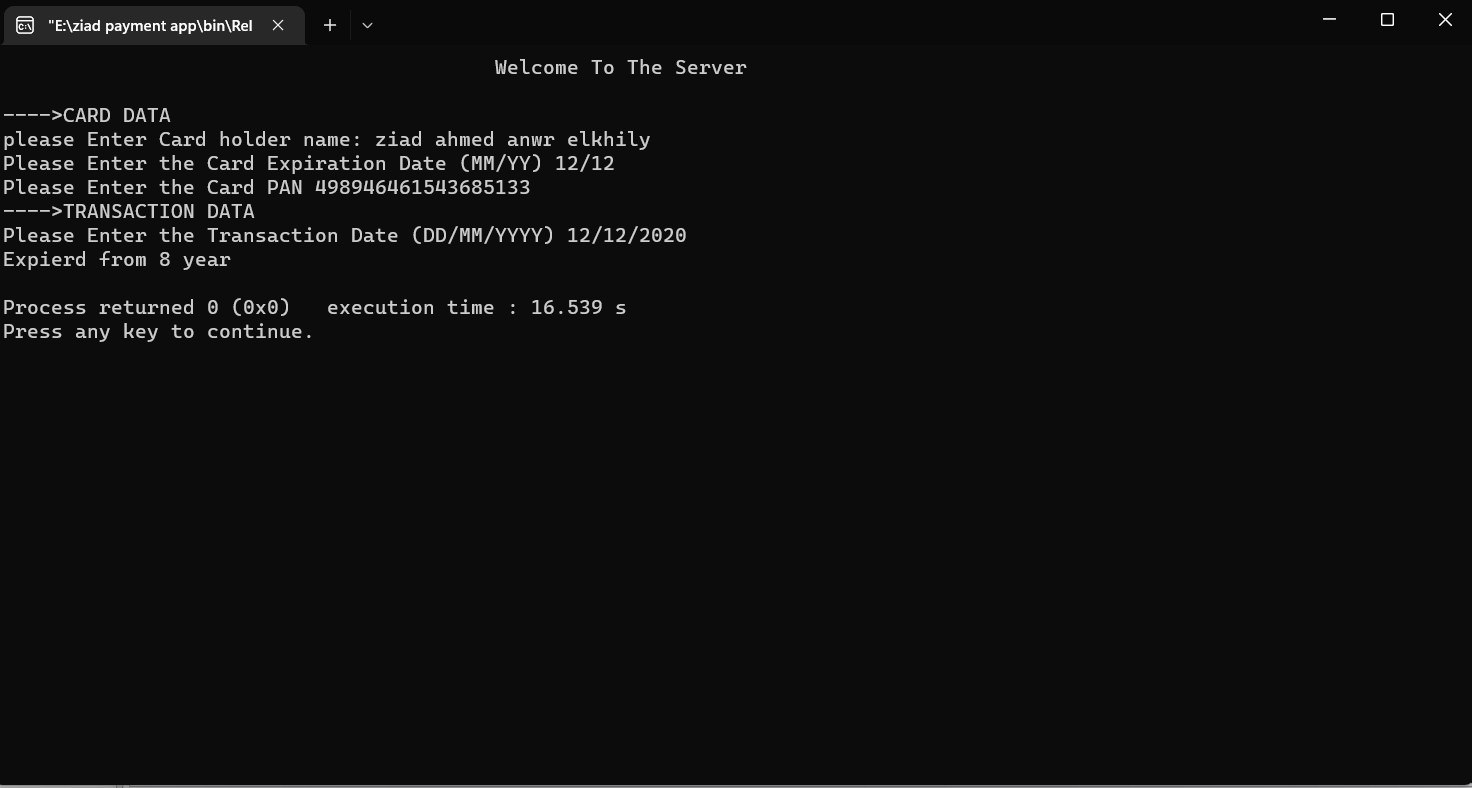 "E:\ziad payment app\bin\Rel
Welcome To The Server
---->CARD DATA
please Enter Card holder name: ziad ahmed anwr elkhily
Please Enter the Card Expiration Date (MM/YY) 12/12
Please Enter the Card PAN 498946461543685133
---->TRANSACTION DATA
Please Enter the Transaction Date (DD/MM/YYYY) 12/12/2020
Expierd from 8 year
Process returned 0 (0x0)   execution time : 16.539 s
Press any key to continue.